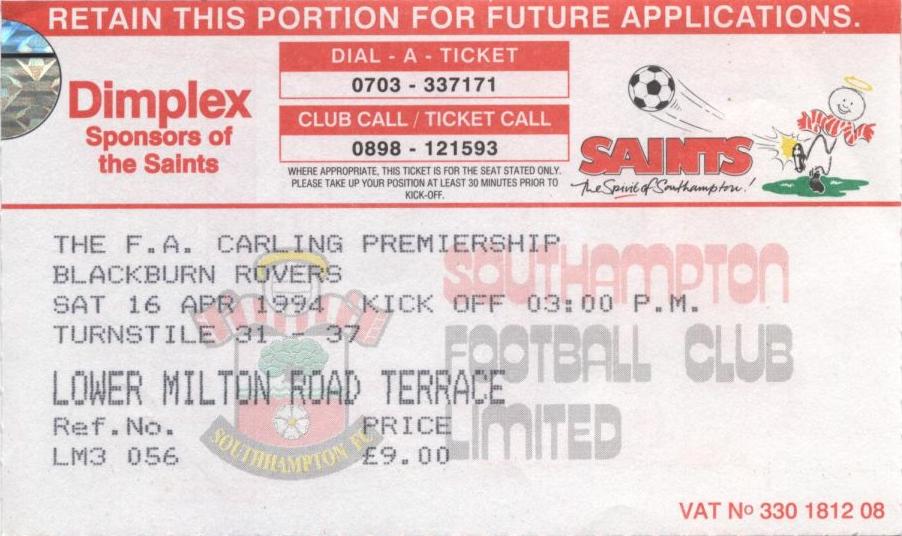 RETAIN THIS PORTION FOR FUTURE APPLICATIONS.
Dimplex
Sponsors of
the Saints
DIAL - A - TICKET
0703 - 337171
CLUB CALL / TICKET CALL
0898 - 121593
WHERE APPROPRIATE, THIS TICKET IS FOR THE SEAT STATED ONLY.
PLEASE TAKE UP YOUR POSITION AT LEAST 30 MINUTES PRIOR TO
KICK-OFF.
SAINTS
The Spirit of Southampton!
THE F.A. CARLING PREMIERSHIP
BLACKBURN ROVERS
SAT 16 APR 1994 KICK OFF 03:00 P.M.
TURNSTILE 31 - 37
LOWER MILTON ROAD TERRACE
Ref.No. PRICE
LM3 056 £9.00
SOUTHAMPTON
FOOTBALL CLUB
LIMITED
SOUTHHAMPTON FC
VAT Nº 330 1812 08